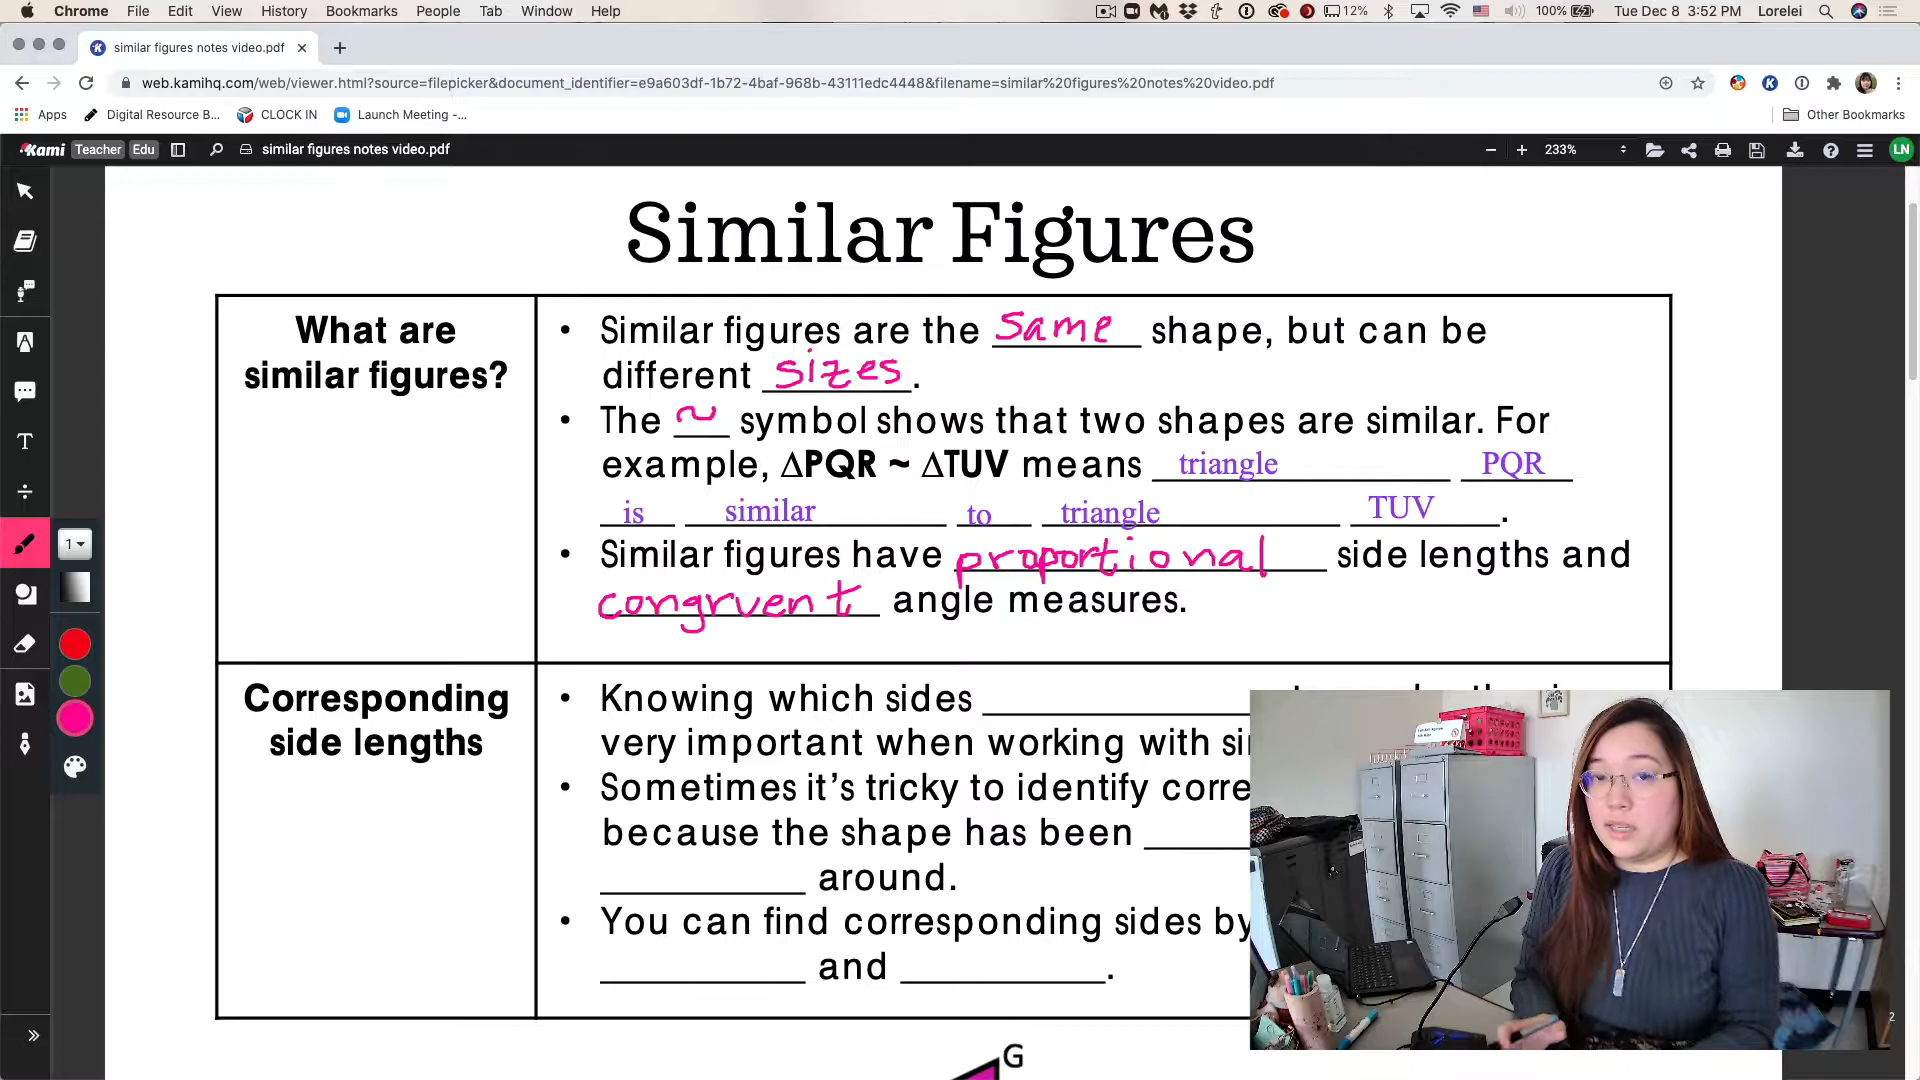 Chrome File Edit View History Bookmarks People Tab Window Help 12% 100% Tue Dec 8 3:52 PM Lorelei
similar figures notes video.pdf
web.kamihq.com/web/viewer.html?source=filepicker&document_identifier=e9a603df-1b72-4baf-968b-43111edc4448&filename=similar%20figures%20notes%20video.pdf
Apps Digital Resource B... CLOCK IN Launch Meeting -... Other Bookmarks
Kami Teacher Edu similar figures notes video.pdf 233% LN
Similar Figures
What are
similar figures?
• Similar figures are the same shape, but can be
different sizes.
• The ~ symbol shows that two shapes are similar. For
example, ΔPQR ~ ΔTUV means triangle PQR
is similar to triangle TUV.
• Similar figures have proportional side lengths and
congruent angle measures.
Corresponding
side lengths
• Knowing which sides
very important when working with si
• Sometimes it's tricky to identify corre
because the shape has been
around.
• You can find corresponding sides by
and .
G
1
2